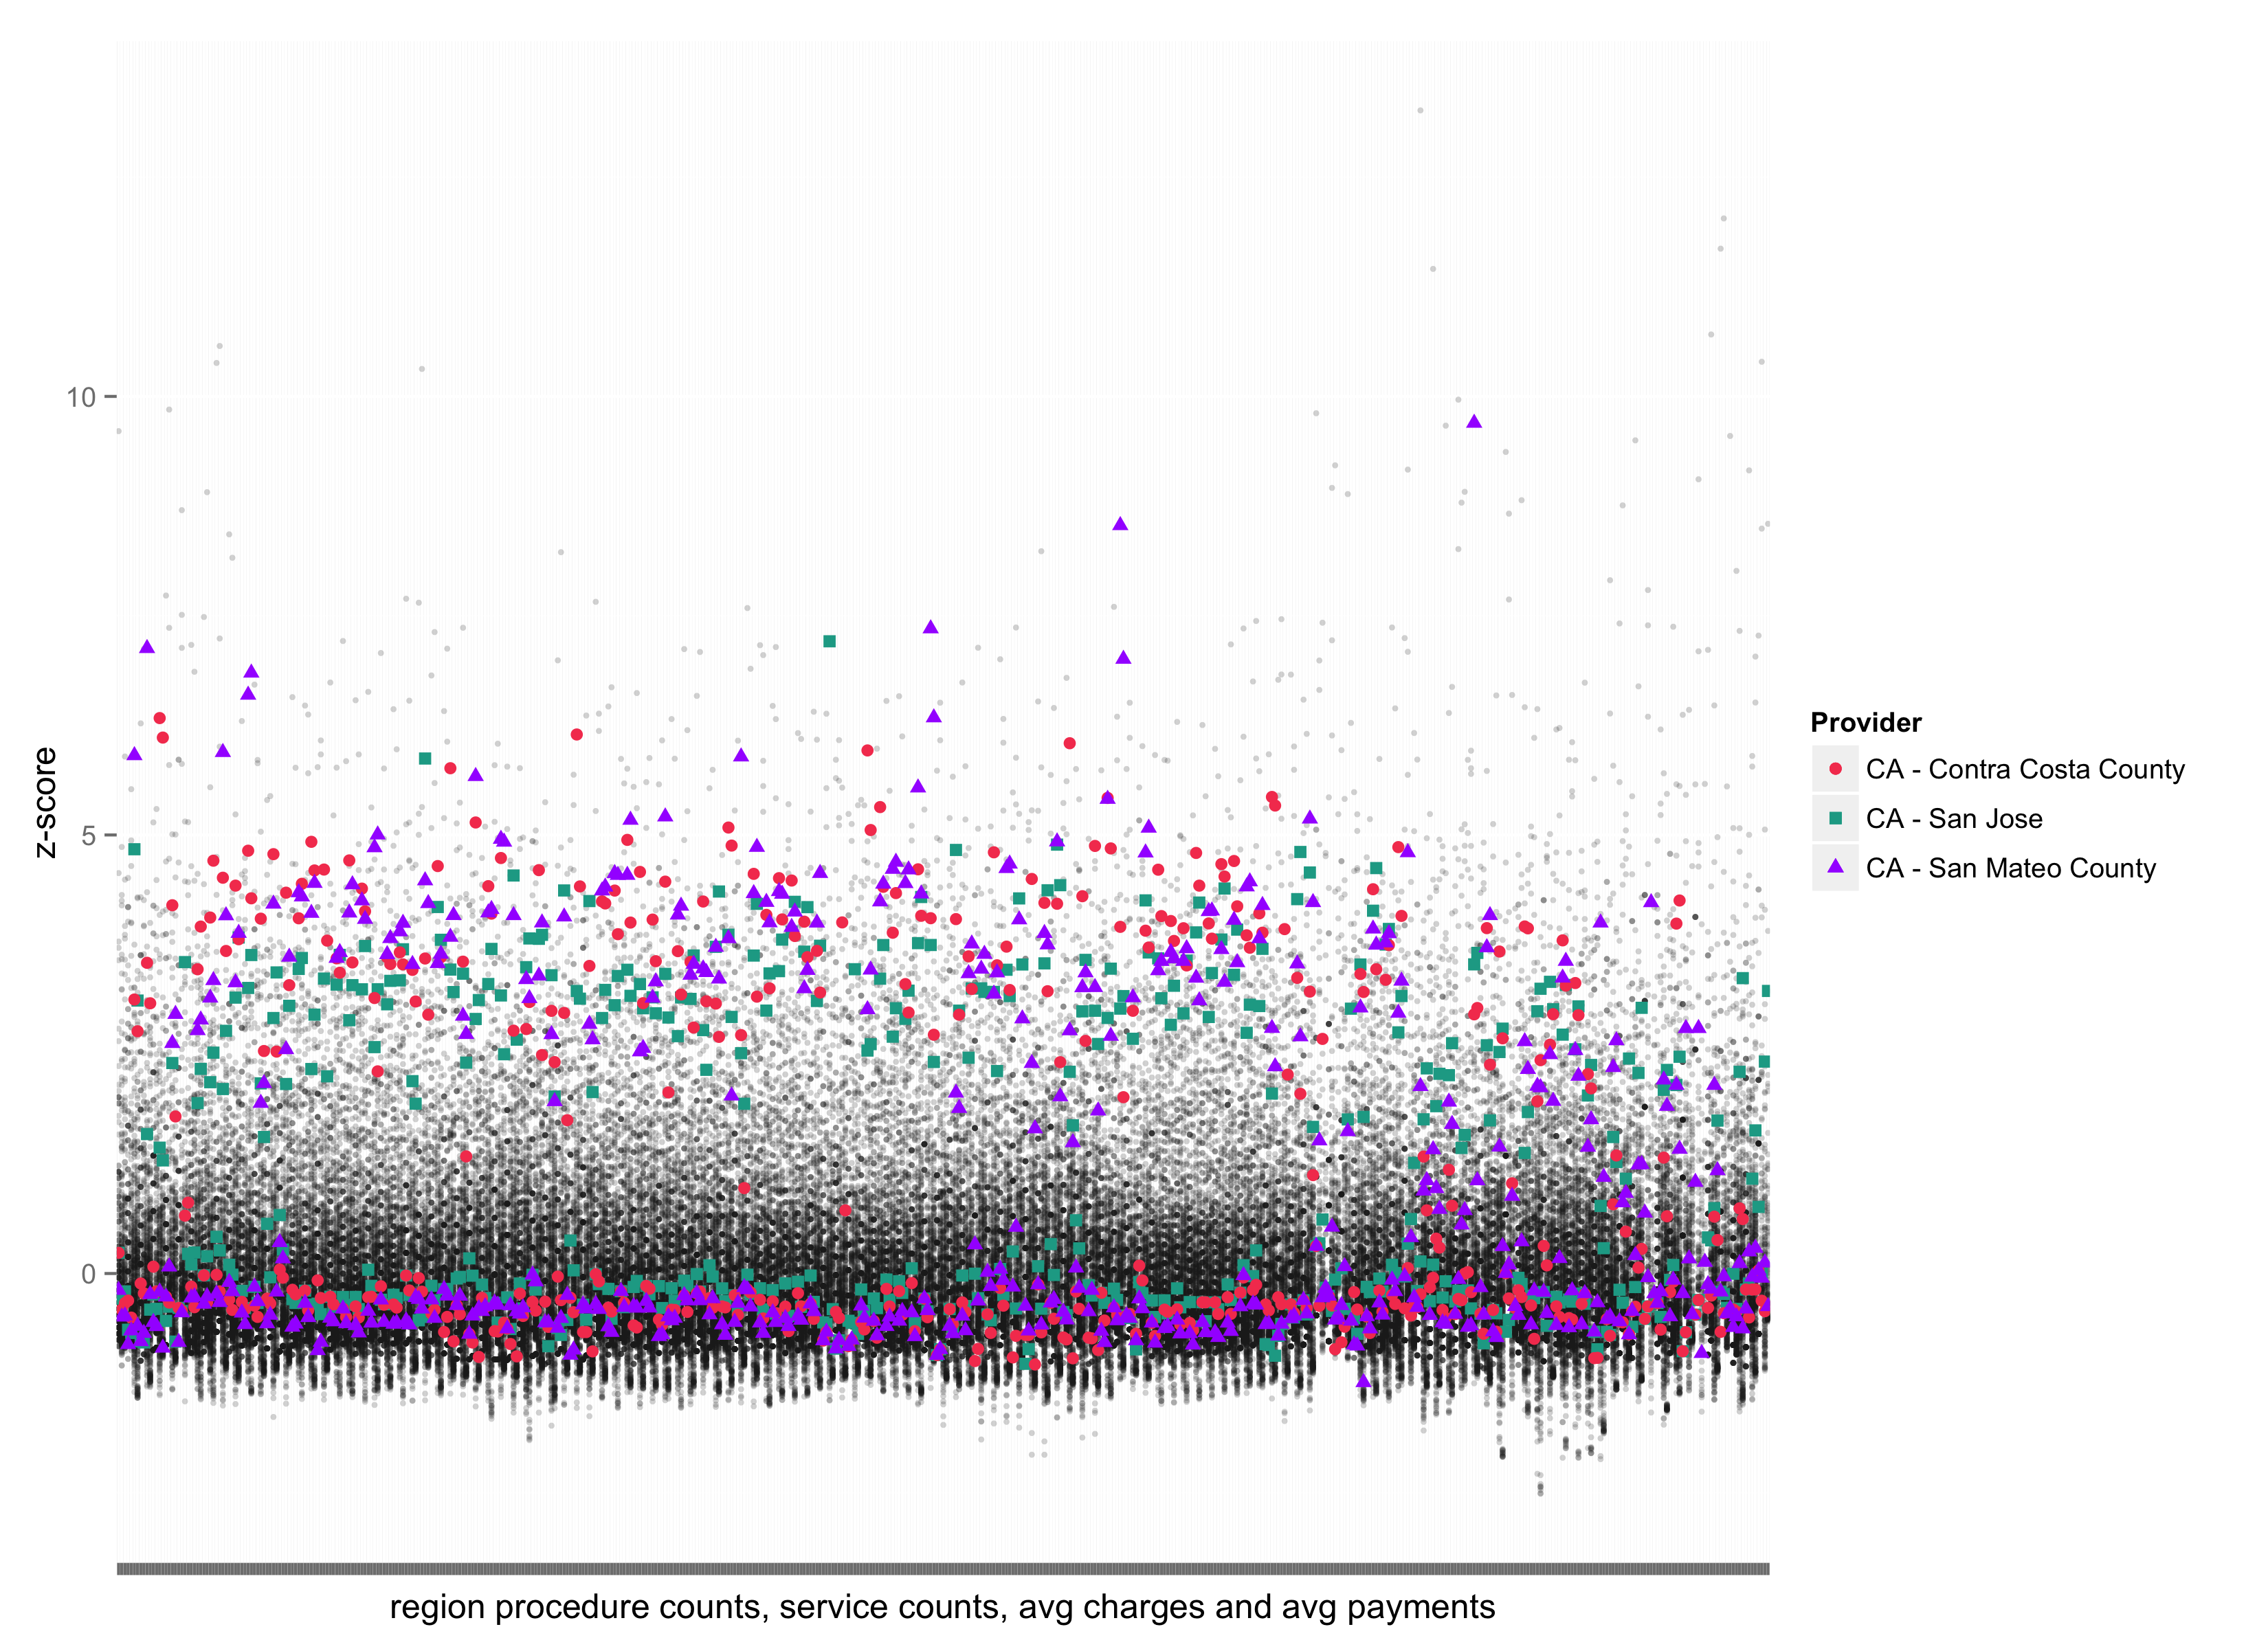 10
5
0
z-score
region procedure counts, service counts, avg charges and avg payments
Provider
CA - Contra Costa County
CA - San Jose
CA - San Mateo County